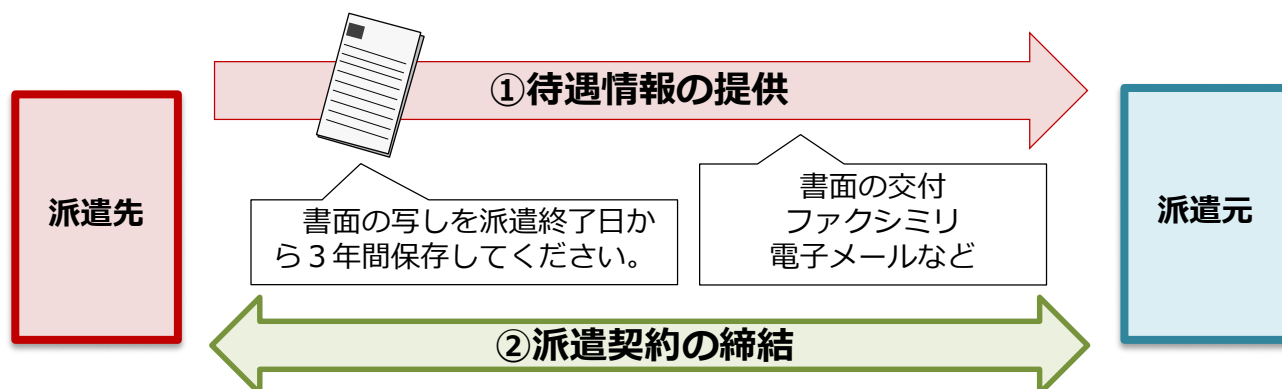 ①待遇情報の提供
派遣先
書面の写しを派遣終了日か
ら３年間保存してください。
書面の交付
ファクシミリ
電子メールなど
派遣元
②派遣契約の締結